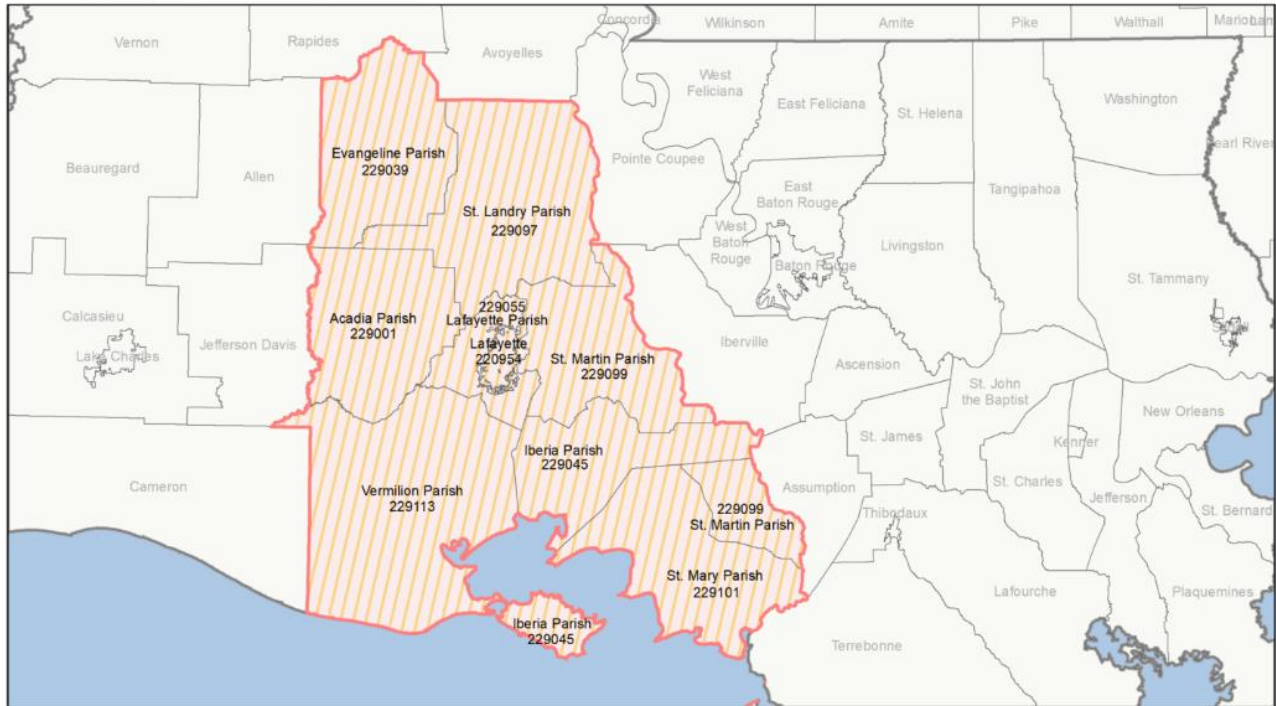 Concordia
Wilkinson
Amite
Pike
Walthall
Marion
Vernon
Rapides
Avoyelles
West
Feliciana
East Feliciana
St. Helena
Washington
Pearl River
Evangeline Parish
229039
Beauregard
Allen
Pointe Coupee
Tangipahoa
East
Baton Rouge
St. Landry Parish
229097
West
Baton
Rouge
Livingston
Baton Rouge
St. Tammany
Calcasieu
Lake Charles
Jefferson Davis
Acadia Parish
229001
229055
Lafayette Parish
Lafayette
220954
St. Martin Parish
229099
Iberville
Ascension
St. John
the Baptist
New Orleans
St. James
Kenner
Iberia Parish
229045
Cameron
Vermilion Parish
229113
Assumption
St. Charles
Jefferson
St. Bernard
229099
St. Martin Parish
Thibodaux
St. Mary Parish
229101
Lafourche
Plaquemines
Iberia Parish
229045
Terrebonne